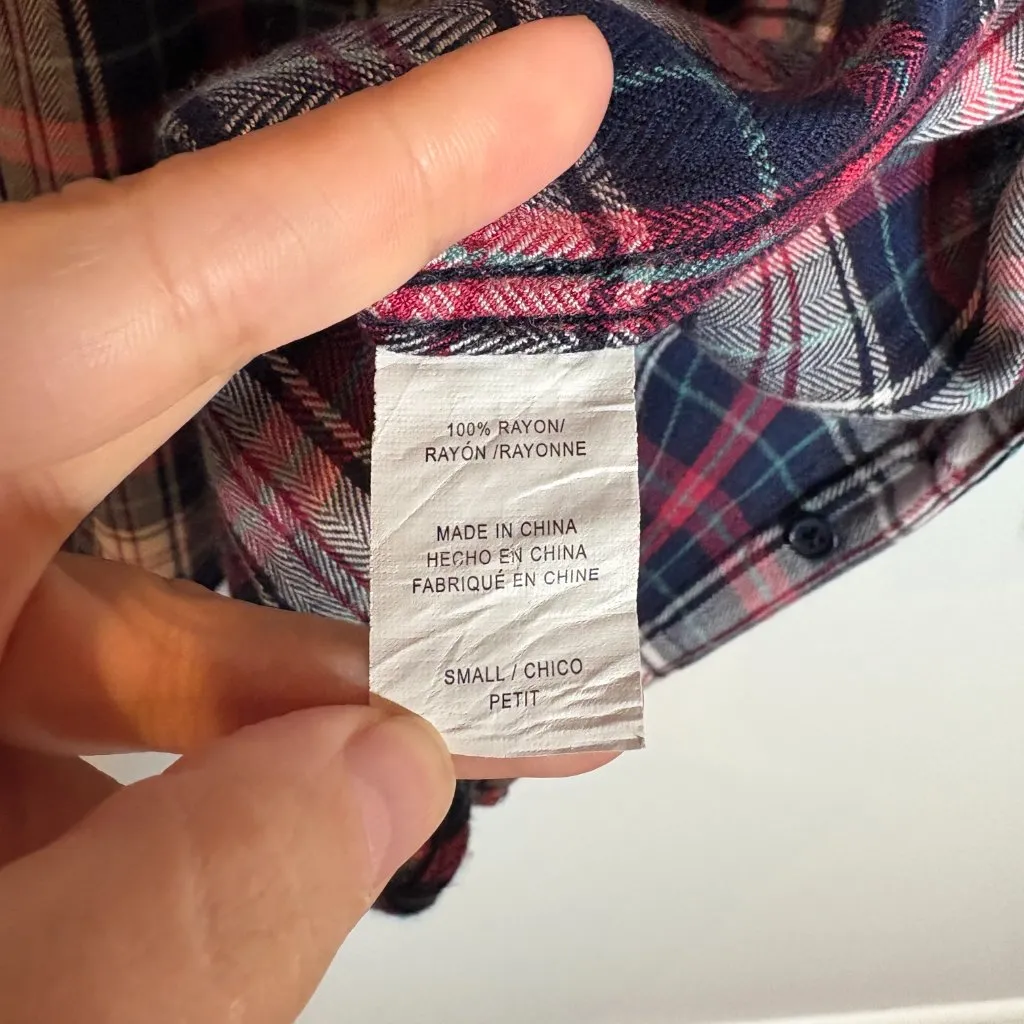 100% RAYON/
RAYÓN /RAYONNE
MADE IN CHINA
HECHO EN CHINA
FABRIQUÉ EN CHINE
SMALL / CHICO
PETIT